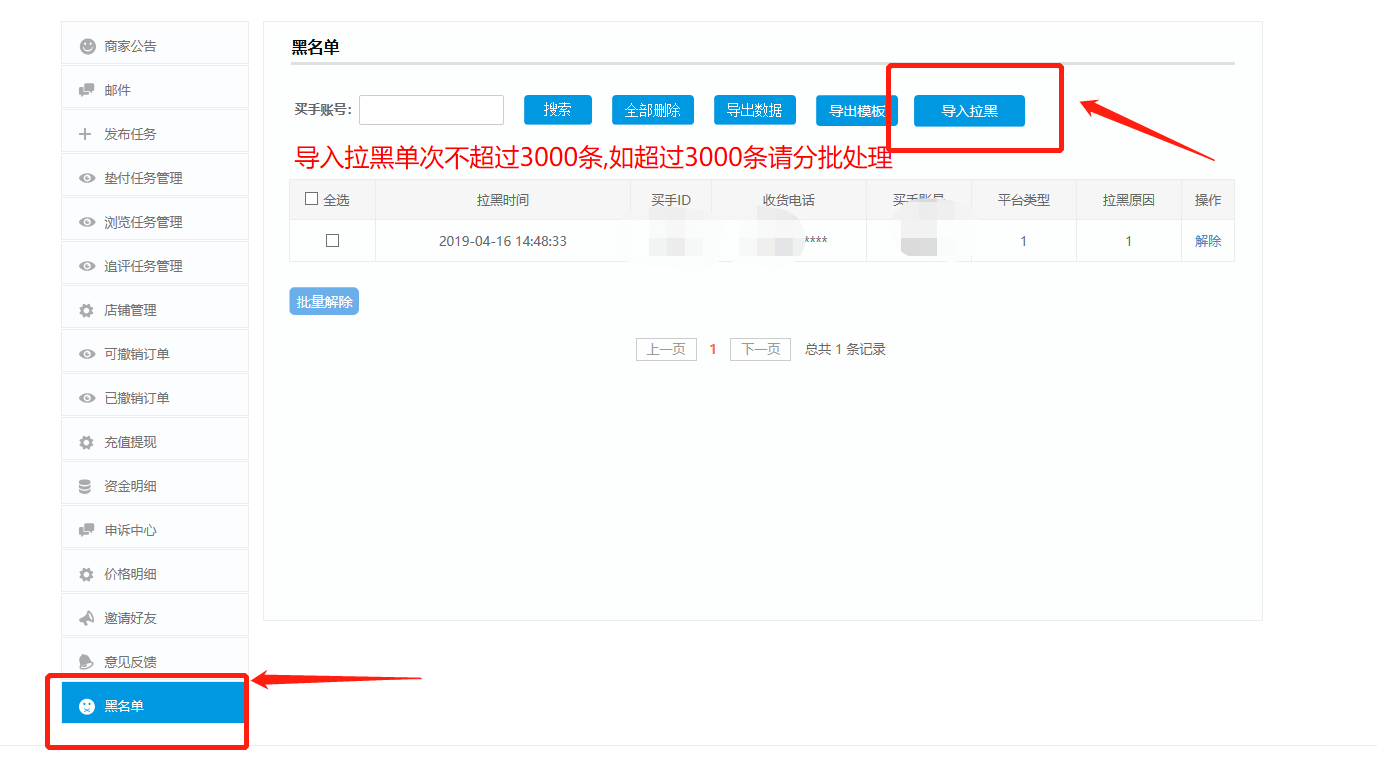 商家公告
邮件
发布任务
垫付任务管理
浏览任务管理
追评任务管理
店铺管理
可撤销订单
已撤销订单
充值提现
资金明细
申诉中心
价格明细
邀请好友
意见反馈
黑名单
黑名单
买手账号: 搜索 全部删除 导出数据 导出模板 导入拉黑
导入拉黑单次不超过3000条,如超过3000条请分批处理
全选 拉黑时间 买手ID 收货电话 买手账号 平台类型 拉黑原因 操作
2019-04-16 14:48:33 **** 1 1 解除
批量解除
上一页 1 下一页 总共 1 条记录